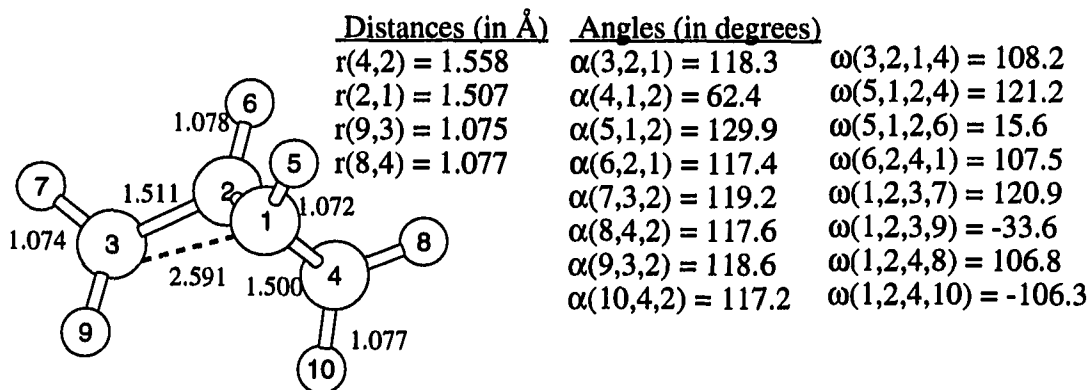 Distances (in Å) Angles (in degrees)
r(4,2) = 1.558 α(3,2,1) = 118.3 ω(3,2,1,4) = 108.2
r(2,1) = 1.507 α(4,1,2) = 62.4 ω(5,1,2,4) = 121.2
r(9,3) = 1.075 α(5,1,2) = 129.9 ω(5,1,2,6) = 15.6
r(8,4) = 1.077 α(6,2,1) = 117.4 ω(6,2,4,1) = 107.5
α(7,3,2) = 119.2 ω(1,2,3,7) = 120.9
α(8,4,2) = 117.6 ω(1,2,3,9) = -33.6
α(9,3,2) = 118.6 ω(1,2,4,8) = 106.8
α(10,4,2) = 117.2 ω(1,2,4,10) = -106.3
6
1.078
5
7
1.511
2
1.072
1
1.074
3
8
2.591
1.500
4
9
1.077
10